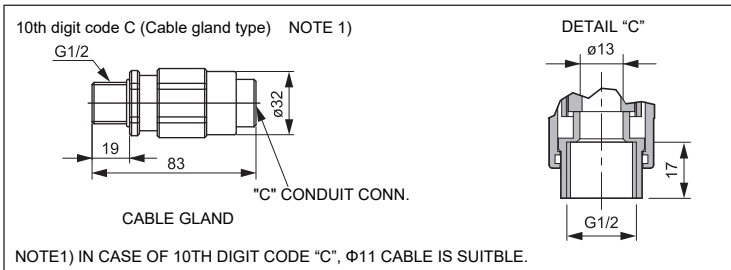 10th digit code C (Cable gland type) NOTE 1)
DETAIL “C”
G1/2
ø13
ø32
19
83
17
"C" CONDUIT CONN.
G1/2
CABLE GLAND
NOTE1) IN CASE OF 10TH DIGIT CODE “C”, Φ11 CABLE IS SUITBLE.